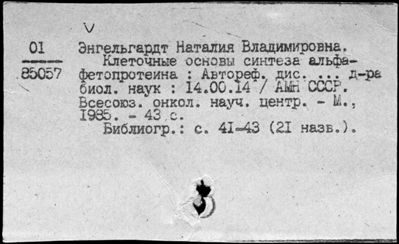 01 Энгельгардт Наталия Владимировна.
85057 Клеточные основы синтеза альфа-
фетопротеина : Автореф. дис. ... д-ра
биол. наук : 14.00.14 / АМН СССР.
Всесоюз. онкол. науч. центр. - М.,
1985. - 43 с.
Библиогр.: с. 41-43 (21 назв.).